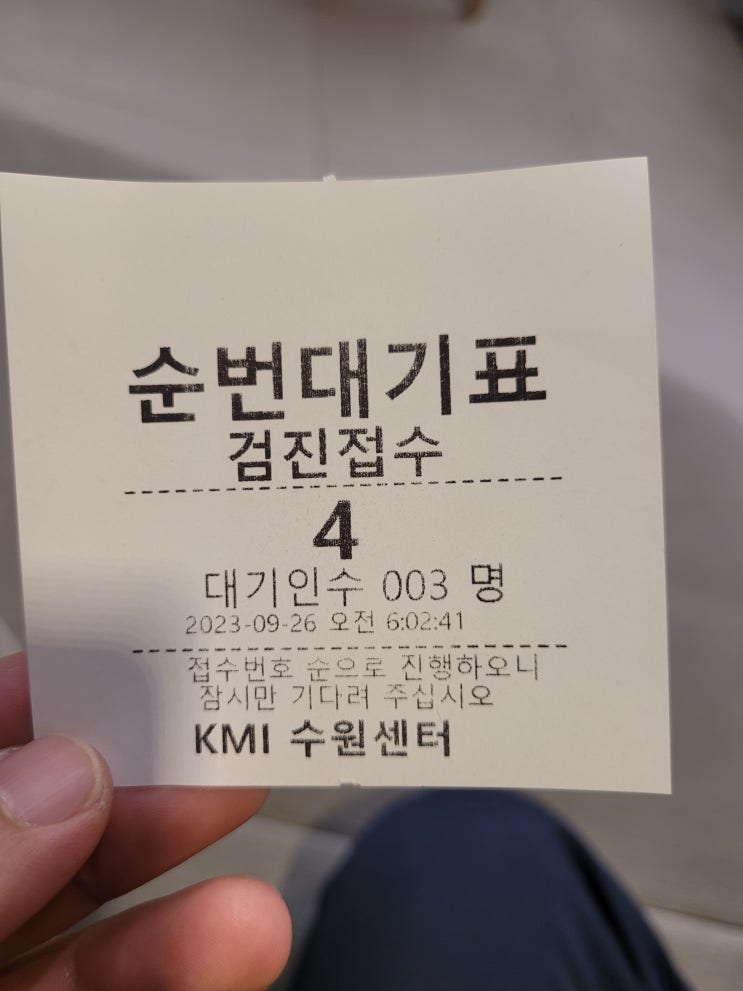 순번대기표
검진접수
4
대기인수 003 명
2023-09-26 오전 6:02:41
접수번호 순으로 진행하오니
잠시만 기다려 주십시오
KMI 수원센터